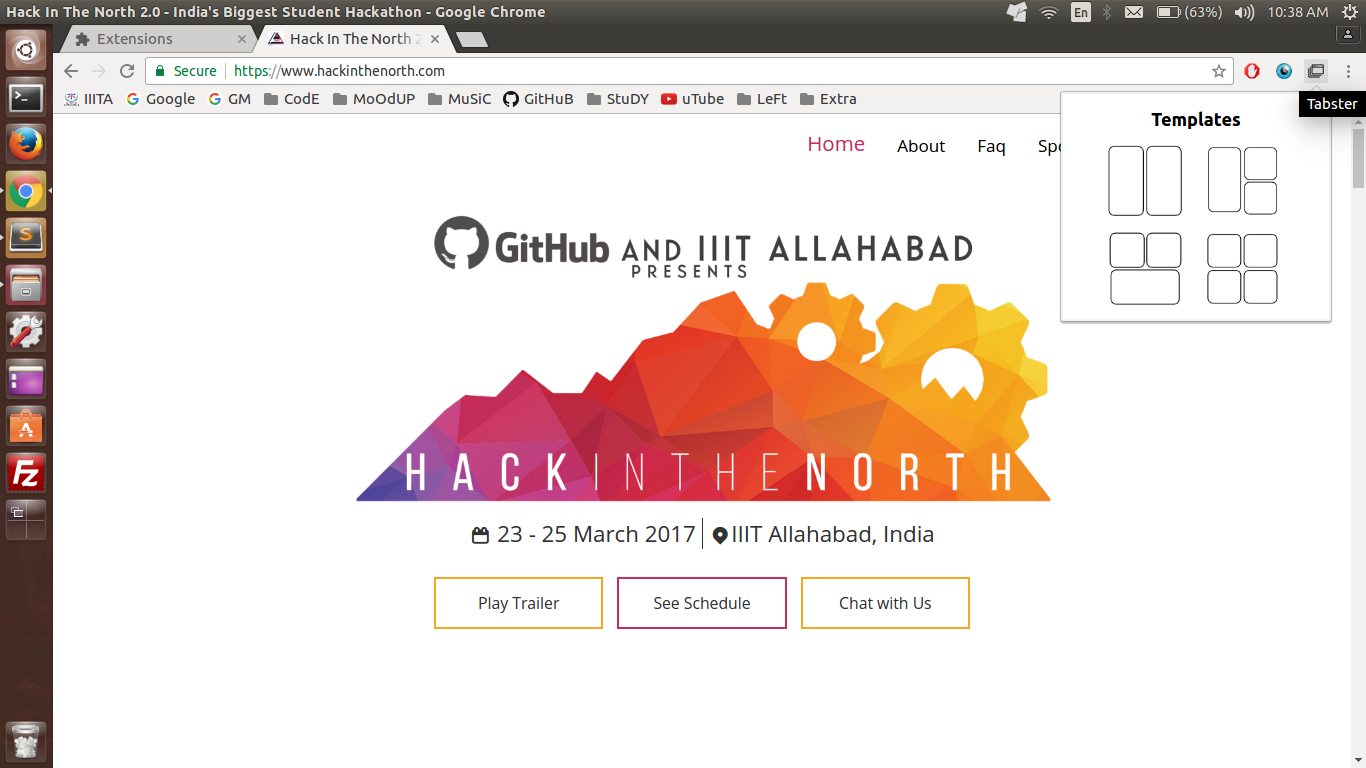 Hack In The North 2.0 - India's Biggest Student Hackathon - Google Chrome
En
(63%)
10:38 AM
Extensions
Hack In The North 2
Secure
https://www.hackinthenorth.com
IIITA
Google
GM
CodE
MoOdUP
MuSiC
GitHuB
StuDY
uTube
LeFt
Extra
Tabster
Templates
Home
About
Faq
Spo
GitHub AND IIIT ALLAHABAD
PRESENTS
HACKINTHENORTH
23 - 25 March 2017
IIIT Allahabad, India
Play Trailer
See Schedule
Chat with Us